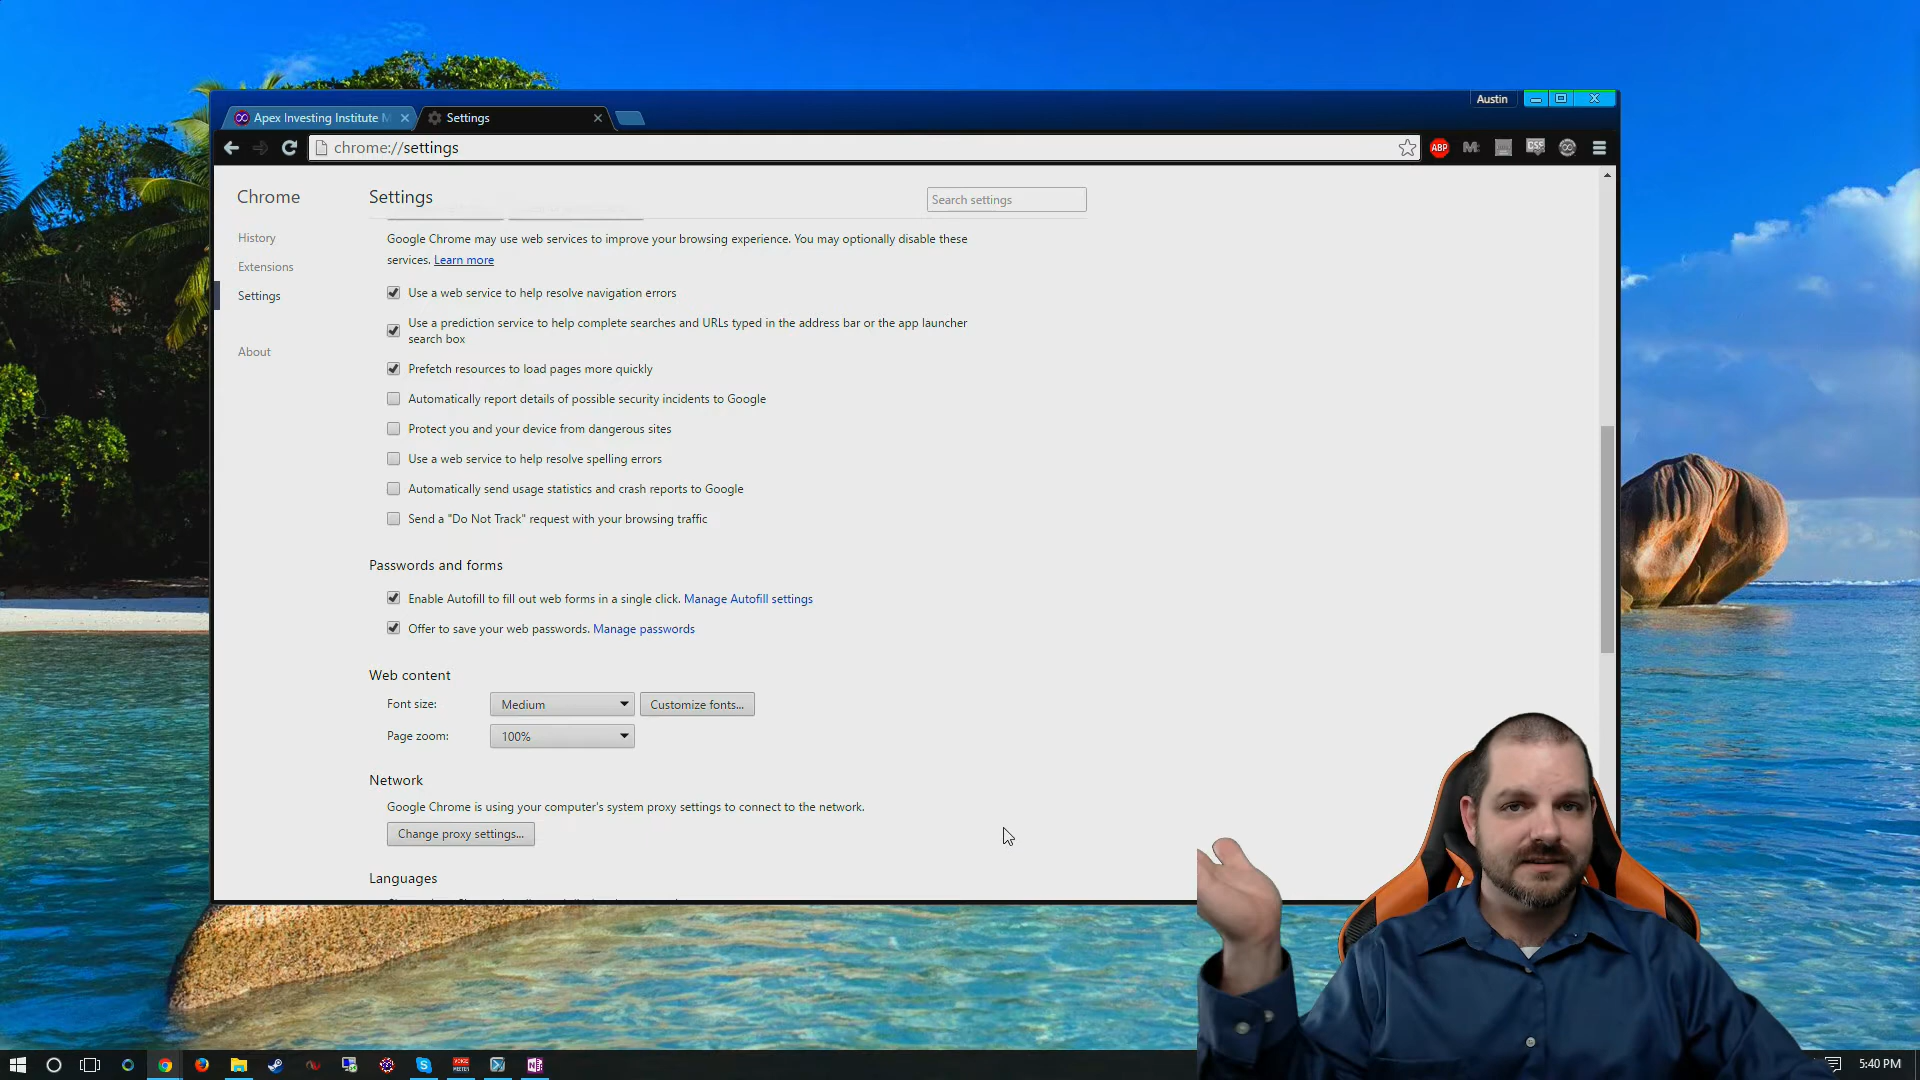 Austin
Apex Investing Institute M
Settings
chrome://settings
ABP
CSF
Chrome
Settings
Search settings
History
Extensions
Settings
About
Google Chrome may use web services to improve your browsing experience. You may optionally disable these
services. Learn more
Use a web service to help resolve navigation errors
Use a prediction service to help complete searches and URLs typed in the address bar or the app launcher
search box
Prefetch resources to load pages more quickly
Automatically report details of possible security incidents to Google
Protect you and your device from dangerous sites
Use a web service to help resolve spelling errors
Automatically send usage statistics and crash reports to Google
Send a "Do Not Track" request with your browsing traffic
Passwords and forms
Enable Autofill to fill out web forms in a single click. Manage Autofill settings
Offer to save your web passwords. Manage passwords
Web content
Font size: Medium Customize fonts...
Page zoom: 100%
Network
Google Chrome is using your computer's system proxy settings to connect to the network.
Change proxy settings...
Languages
5:40 PM